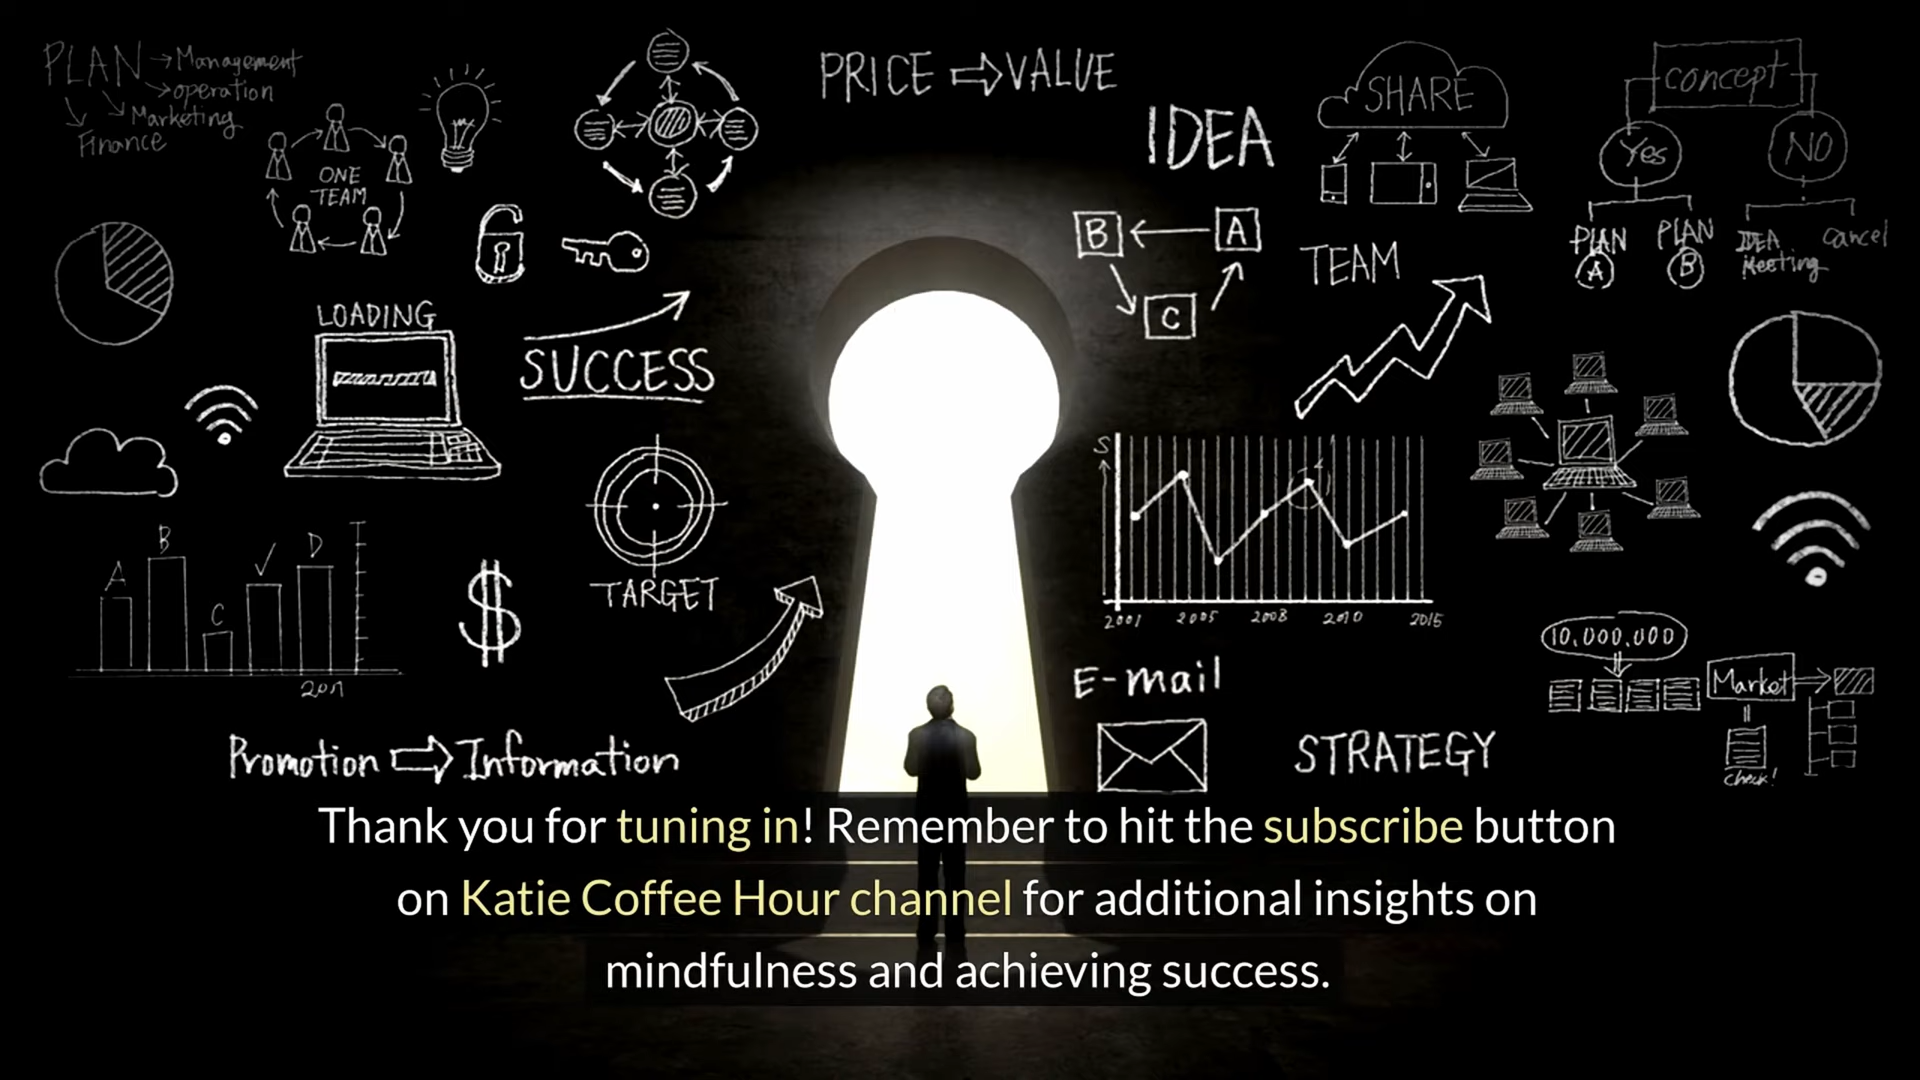 PLAN → Management
→ operation
Marketing
Finance
ONE
TEAM
PRICE ⇨ VALUE
IDEA
SHARE
concept
Yes
NO
PLAN
A
PLAN
B
IDEA
Meeting
Cancel
B
A
C
TEAM
LOADING
SUCCESS
TARGET
A
B
C
D
$
S
2001 2005 2008 2010 2015
E-mail
10,000,000
Market
check!
STRATEGY
Promotion ⇨ Information
Thank you for tuning in! Remember to hit the subscribe button
on Katie Coffee Hour channel for additional insights on
mindfulness and achieving success.